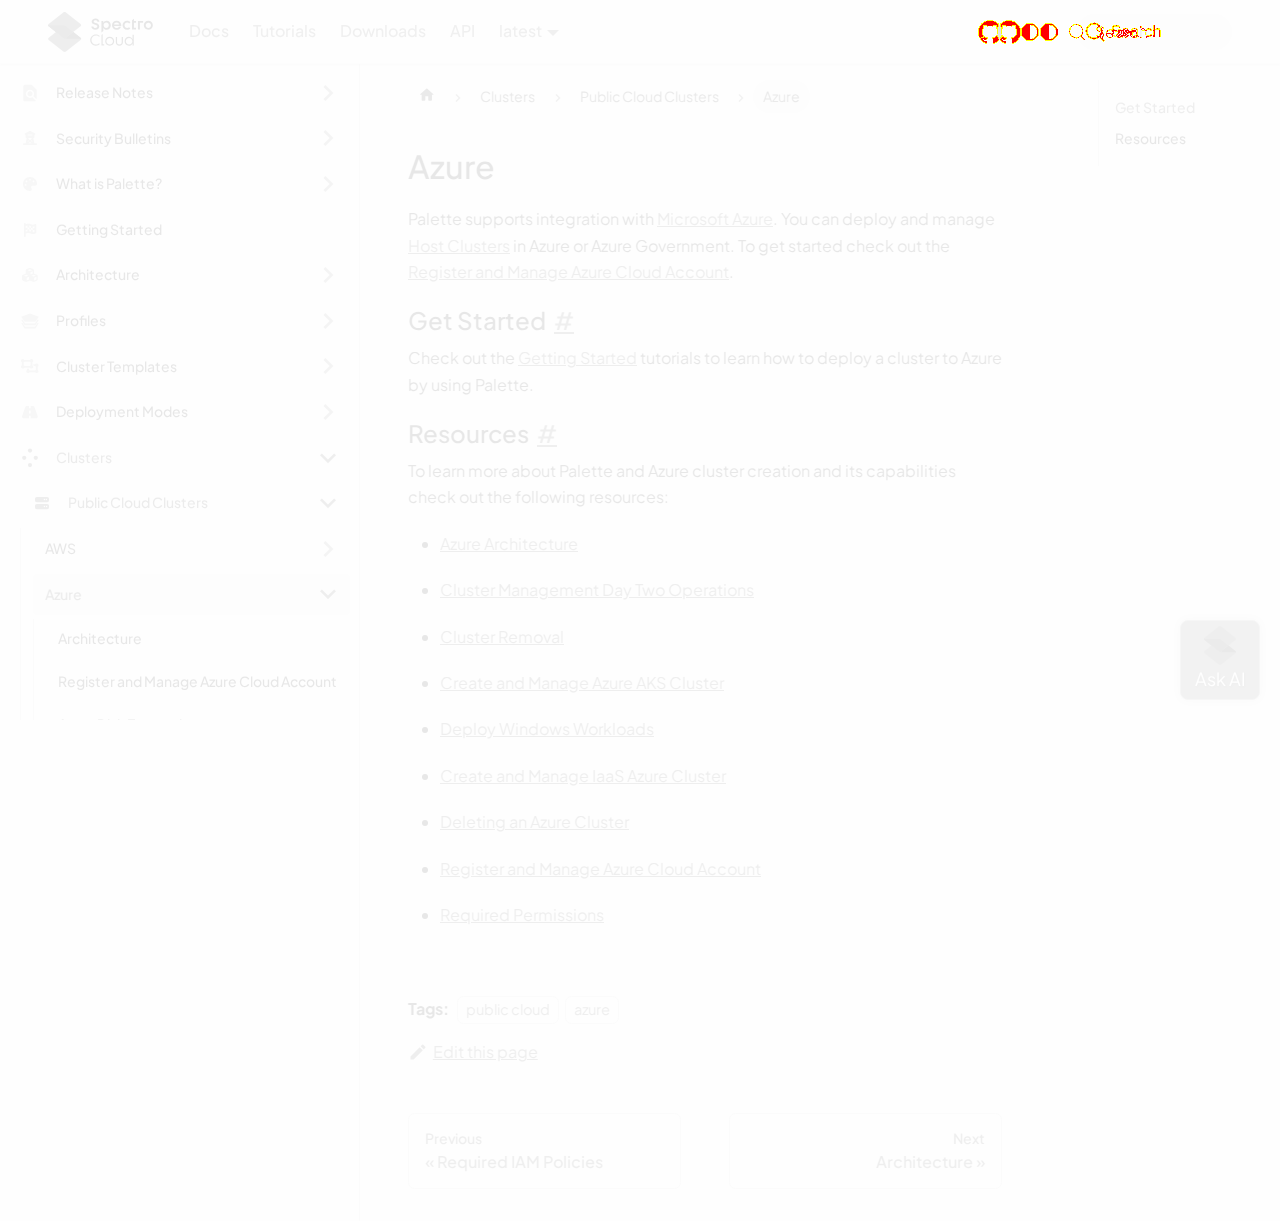 Spectro
Cloud
Docs
Tutorials
Downloads
API
latest
Release Notes
Security Bulletins
What is Palette?
Getting Started
Architecture
Profiles
Cluster Templates
Deployment Modes
Clusters
Public Cloud Clusters
AWS
Azure
Architecture
Register and Manage Azure Cloud Account
Clusters
Public Cloud Clusters
Azure
Azure
Palette supports integration with Microsoft Azure. You can deploy and manage
Host Clusters in Azure or Azure Government. To get started check out the
Register and Manage Azure Cloud Account.
Get Started #
Check out the Getting Started tutorials to learn how to deploy a cluster to Azure
by using Palette.
Resources #
To learn more about Palette and Azure cluster creation and its capabilities
check out the following resources:
Azure Architecture
Cluster Management Day Two Operations
Cluster Removal
Create and Manage Azure AKS Cluster
Deploy Windows Workloads
Create and Manage IaaS Azure Cluster
Deleting an Azure Cluster
Register and Manage Azure Cloud Account
Required Permissions
Tags:
public cloud
azure
Edit this page
Previous
« Required IAM Policies
Next
Architecture »
Get Started
Resources
Ask AI